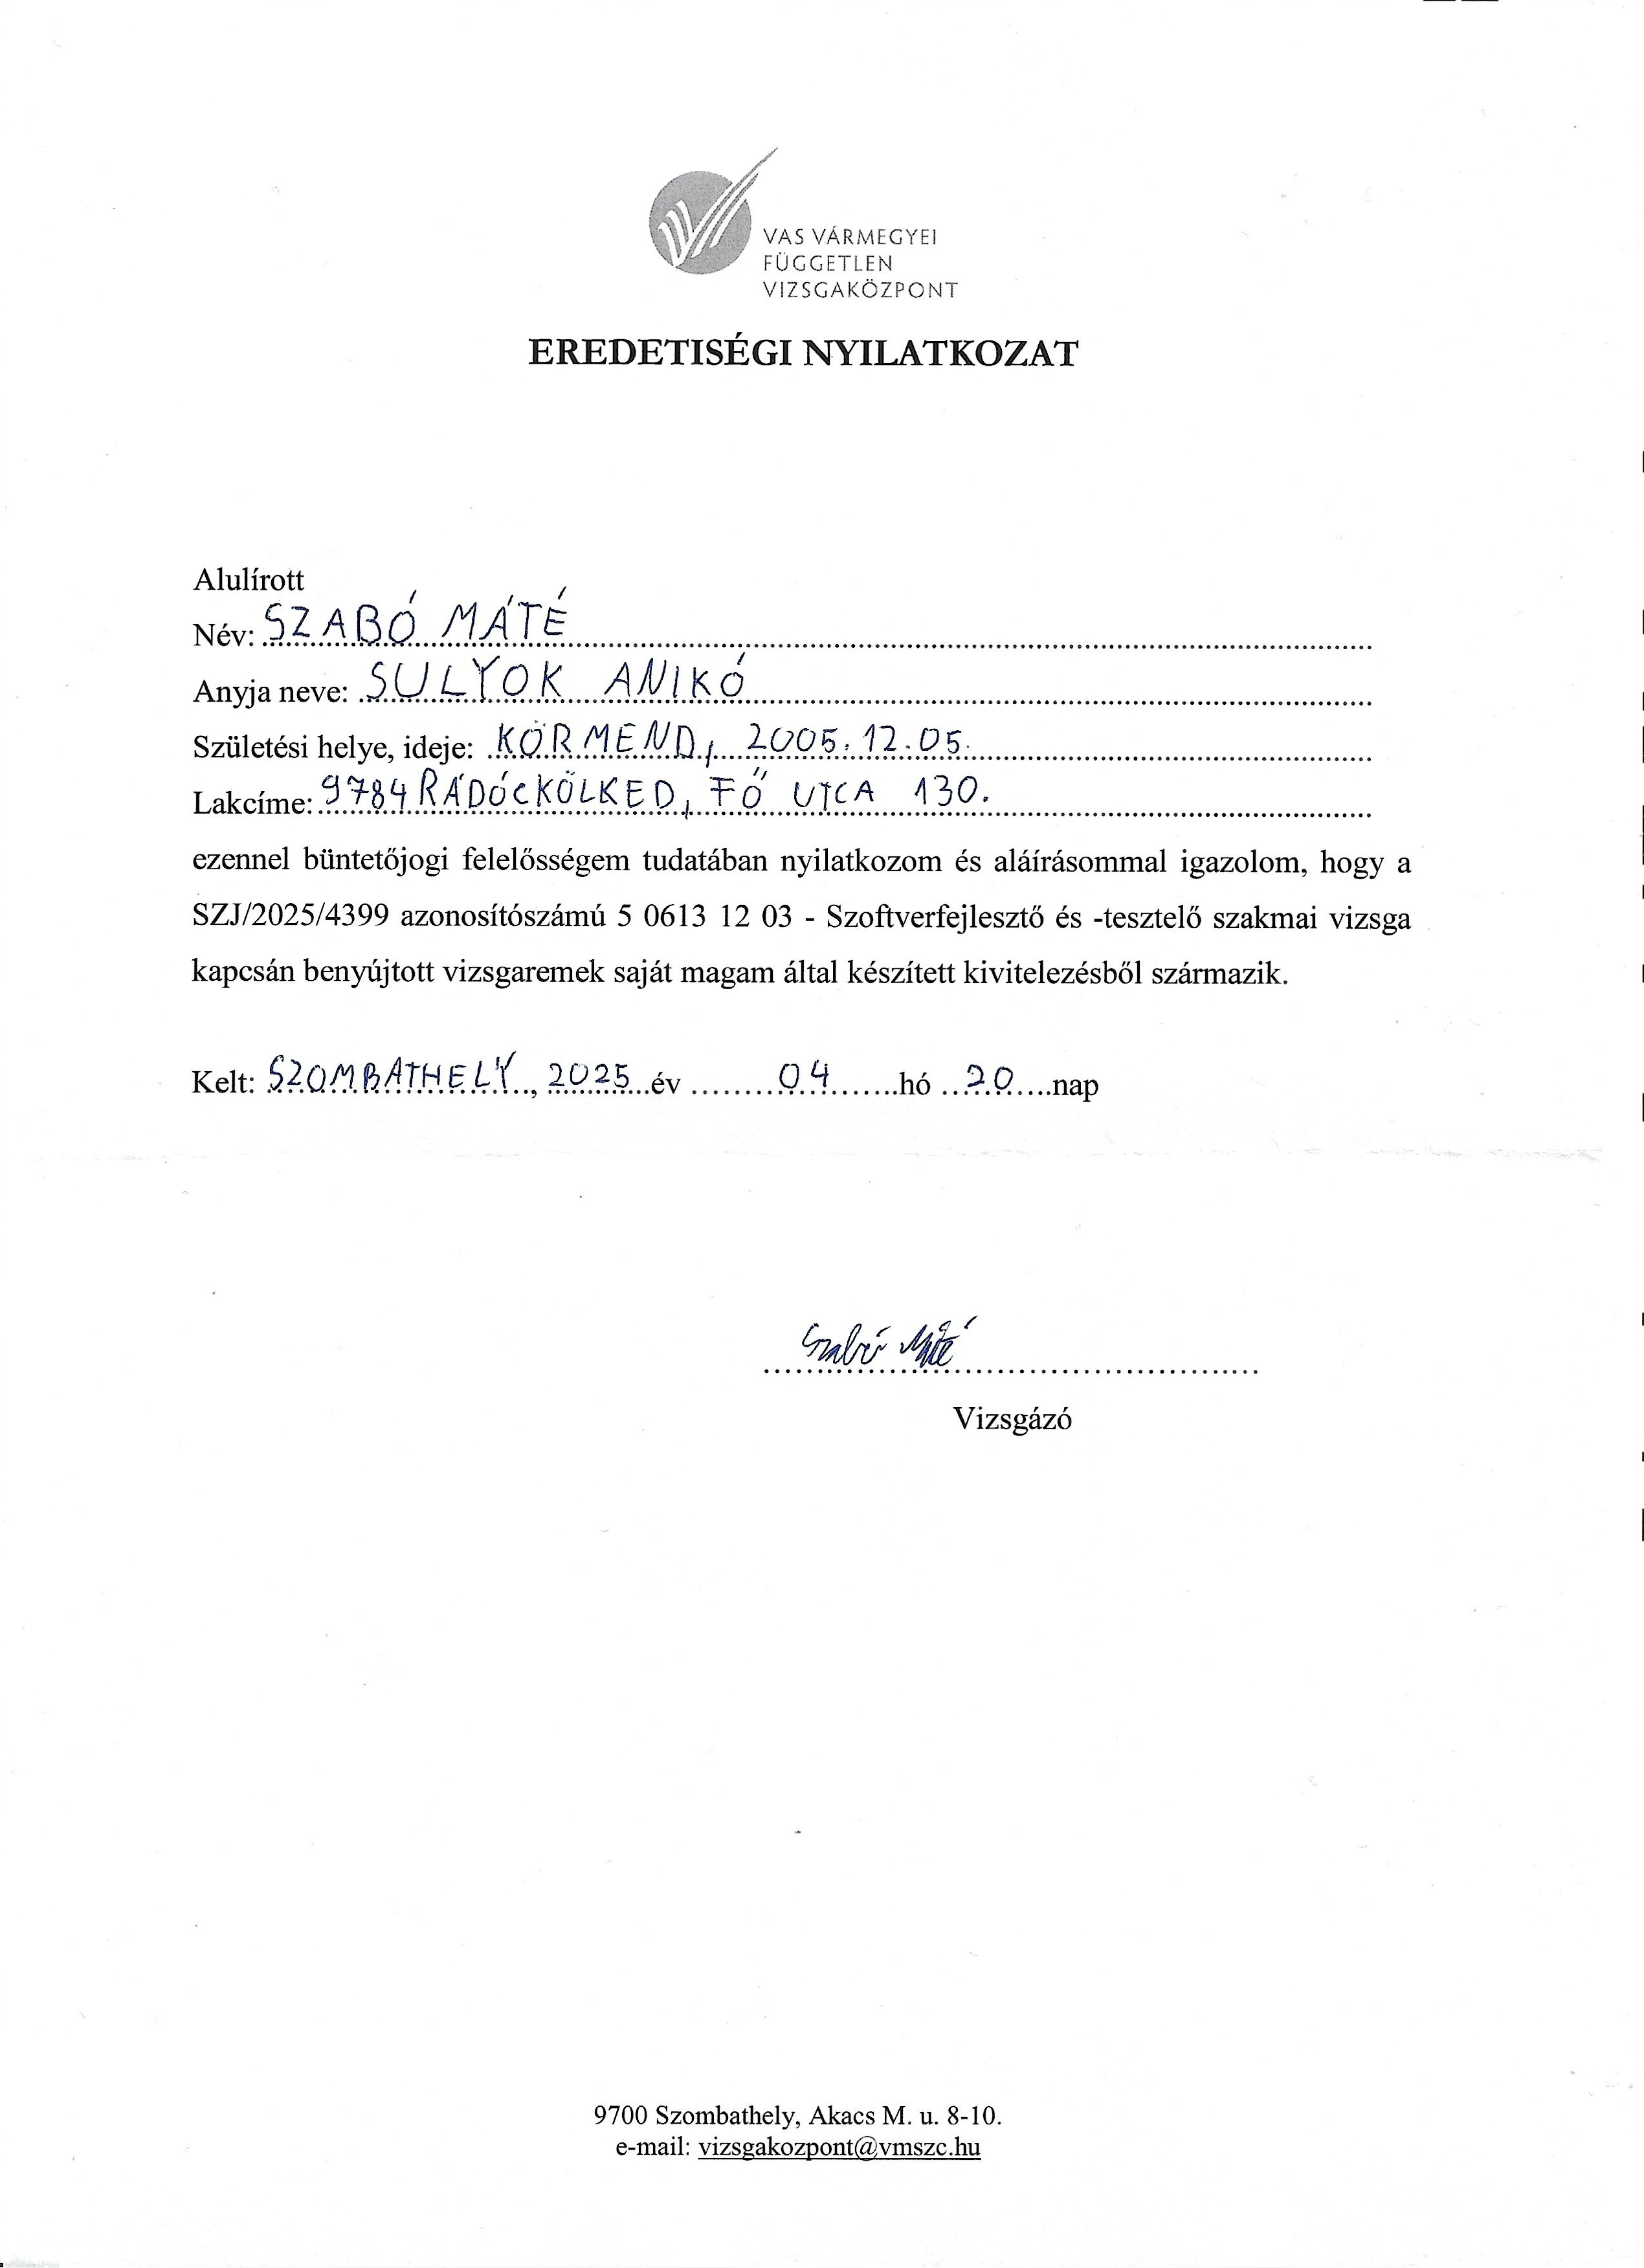 VAS VÁRMEGYEI
FÜGGETLEN
VIZSGAKÖZPONT
EREDETISÉGI NYILATKOZAT
Alulírott
Név: SZABÓ MÁTÉ
Anyja neve: SULYOK ANIKÓ
Születési helye, ideje: KÖRMEND, 2005.12.05.
Lakcíme: 9784 RÁDÓCKÖLKED, FŐ UTCA 130.
ezennel büntetőjogi felelősségem tudatában nyilatkozom és aláírásommal igazolom, hogy a
SZJ/2025/4399 azonosítószámú 5 0613 12 03 - Szoftverfejlesztő és -tesztelő szakmai vizsga
kapcsán benyújtott vizsgaremek saját magam által készített kivitelezésből származik.
Kelt: SZOMBATHELY, 2025 év 04 hó 20 nap
Szabó Máté
Vizsgázó
9700 Szombathely, Akacs M. u. 8-10.
e-mail: vizsgakozpont@vmszc.hu